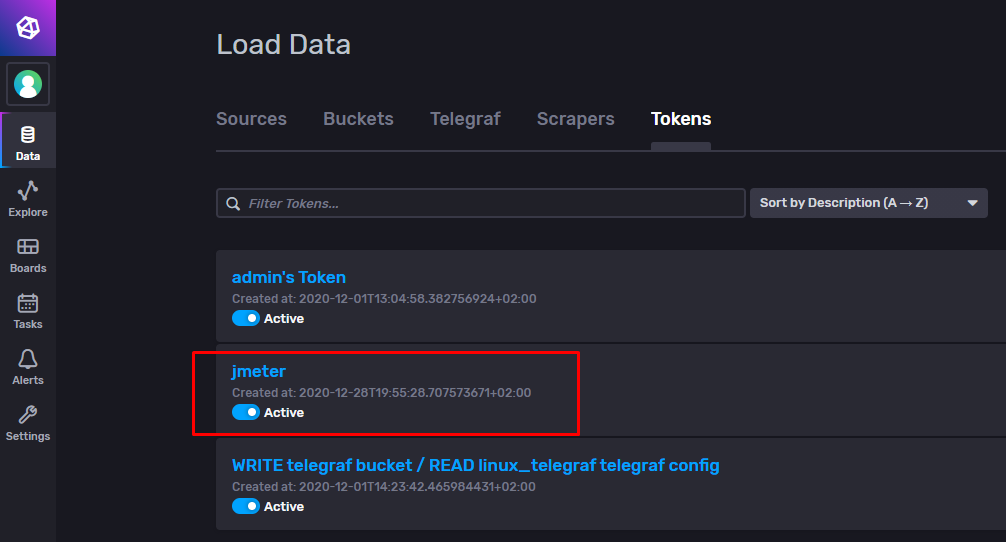 Load Data
Sources Buckets Telegraf Scrapers Tokens
Data
Explore
Boards
Tasks
Alerts
Settings
Filter Tokens...
Sort by Description (A → Z)
admin's Token
Created at: 2020-12-01T13:04:58.382756924+02:00
Active
jmeter
Created at: 2020-12-28T19:55:28.707573671+02:00
Active
WRITE telegraf bucket / READ linux_telegraf telegraf config
Created at: 2020-12-01T14:23:42.465984431+02:00
Active